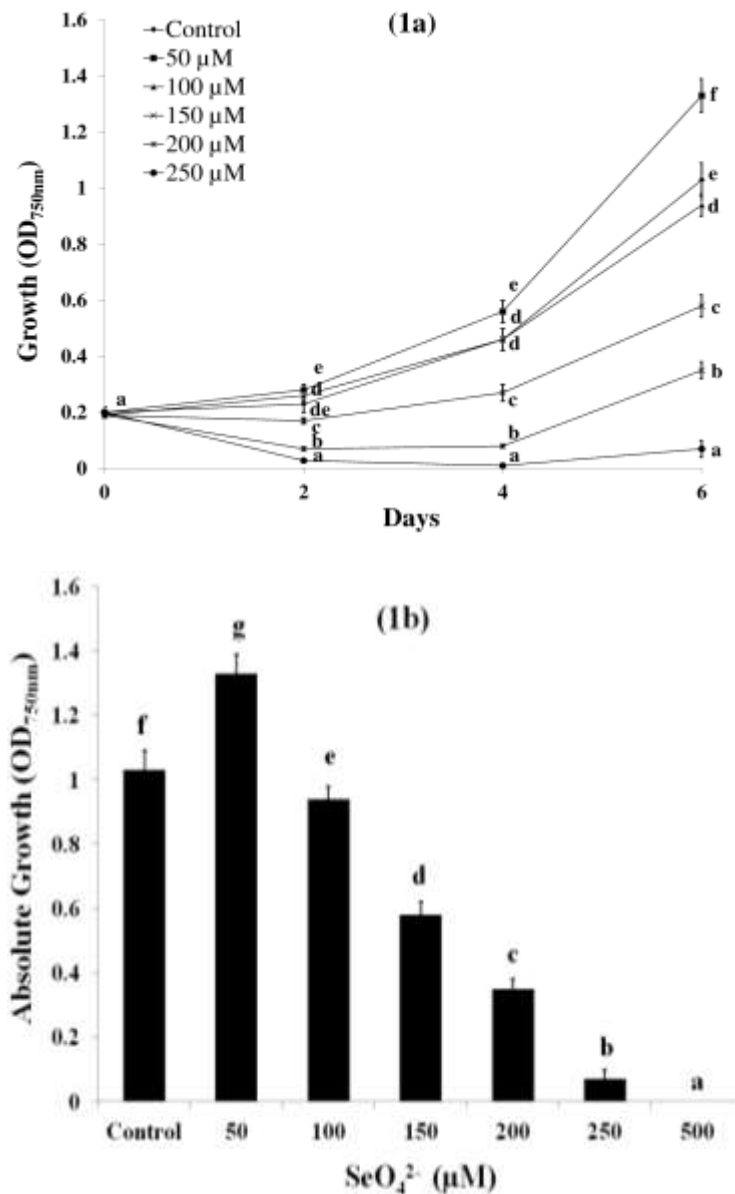 (1a)
Control
50 µM
100 µM
150 µM
200 µM
250 µM
Growth (OD750nm)
1.6
1.4
1.2
1
0.8
0.6
0.4
0.2
0
a
e
d
de
c
b
a
e
d
d
c
b
a
f
e
d
c
b
a
0 2 4 6
Days
(1b)
Absolute Growth (OD750nm)
1.6
1.4
1.2
1
0.8
0.6
0.4
0.2
0
f
g
e
d
c
b
a
Control 50 100 150 200 250 500
SeO₄²⁻ (µM)